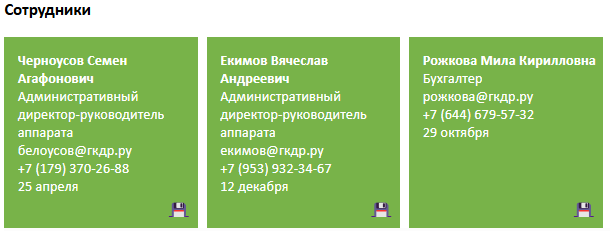 Сотрудники
Черноусов Семен
Агафонович
Административный
директор-руководитель
аппарата
белоусов@гкдр.ру
+7 (179) 370-26-88
25 апреля
Екимов Вячеслав
Андреевич
Административный
директор-руководитель
аппарата
екимов@гкдр.ру
+7 (953) 932-34-67
12 декабря
Рожкова Мила Кирилловна
Бухгалтер
рожкова@гкдр.ру
+7 (644) 679-57-32
29 октября